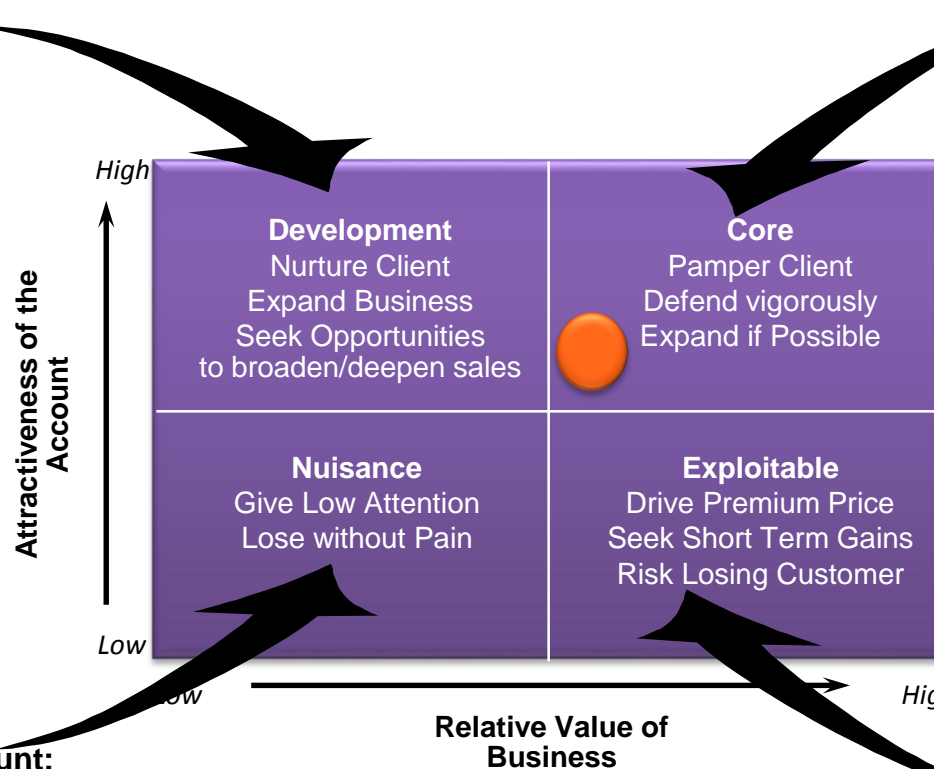 High
Development
Nurture Client
Expand Business
Seek Opportunities
to broaden/deepen sales
Core
Pamper Client
Defend vigorously
Expand if Possible
Attractiveness of the
Account
Nuisance
Give Low Attention
Lose without Pain
Exploitable
Drive Premium Price
Seek Short Term Gains
Risk Losing Customer
Low
Relative Value of
Business